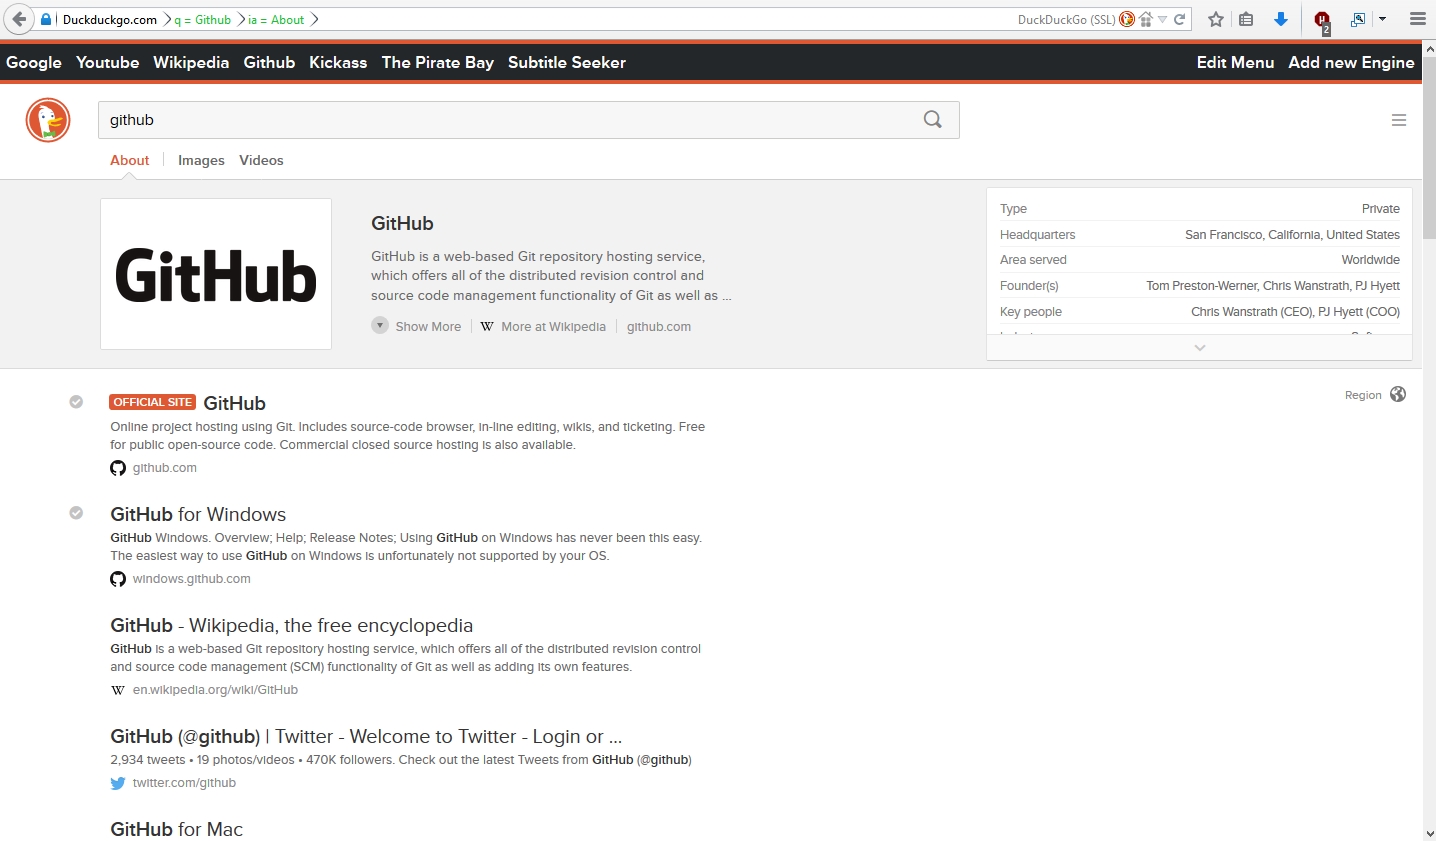 Duckduckgo.com q = Github ia = About DuckDuckGo (SSL) 2
Google Youtube Wikipedia Github Kickass The Pirate Bay Subtitle Seeker Edit Menu Add new Engine
github
About Images Videos
GitHub
GitHub
GitHub is a web-based Git repository hosting service,
which offers all of the distributed revision control and
source code management functionality of Git as well as ...
Show More W More at Wikipedia github.com
Type Private
Headquarters San Francisco, California, United States
Area served Worldwide
Founder(s) Tom Preston-Werner, Chris Wanstrath, PJ Hyett
Key people Chris Wanstrath (CEO), PJ Hyett (COO)
Region
OFFICIAL SITE GitHub
Online project hosting using Git. Includes source-code browser, in-line editing, wikis, and ticketing. Free
for public open-source code. Commercial closed source hosting is also available.
github.com
GitHub for Windows
GitHub Windows. Overview; Help; Release Notes; Using GitHub on Windows has never been this easy.
The easiest way to use GitHub on Windows is unfortunately not supported by your OS.
windows.github.com
GitHub - Wikipedia, the free encyclopedia
GitHub is a web-based Git repository hosting service, which offers all of the distributed revision control
and source code management (SCM) functionality of Git as well as adding its own features.
W en.wikipedia.org/wiki/GitHub
GitHub (@github) | Twitter - Welcome to Twitter - Login or ...
2,934 tweets • 19 photos/videos • 470K followers. Check out the latest Tweets from GitHub (@github)
twitter.com/github
GitHub for Mac